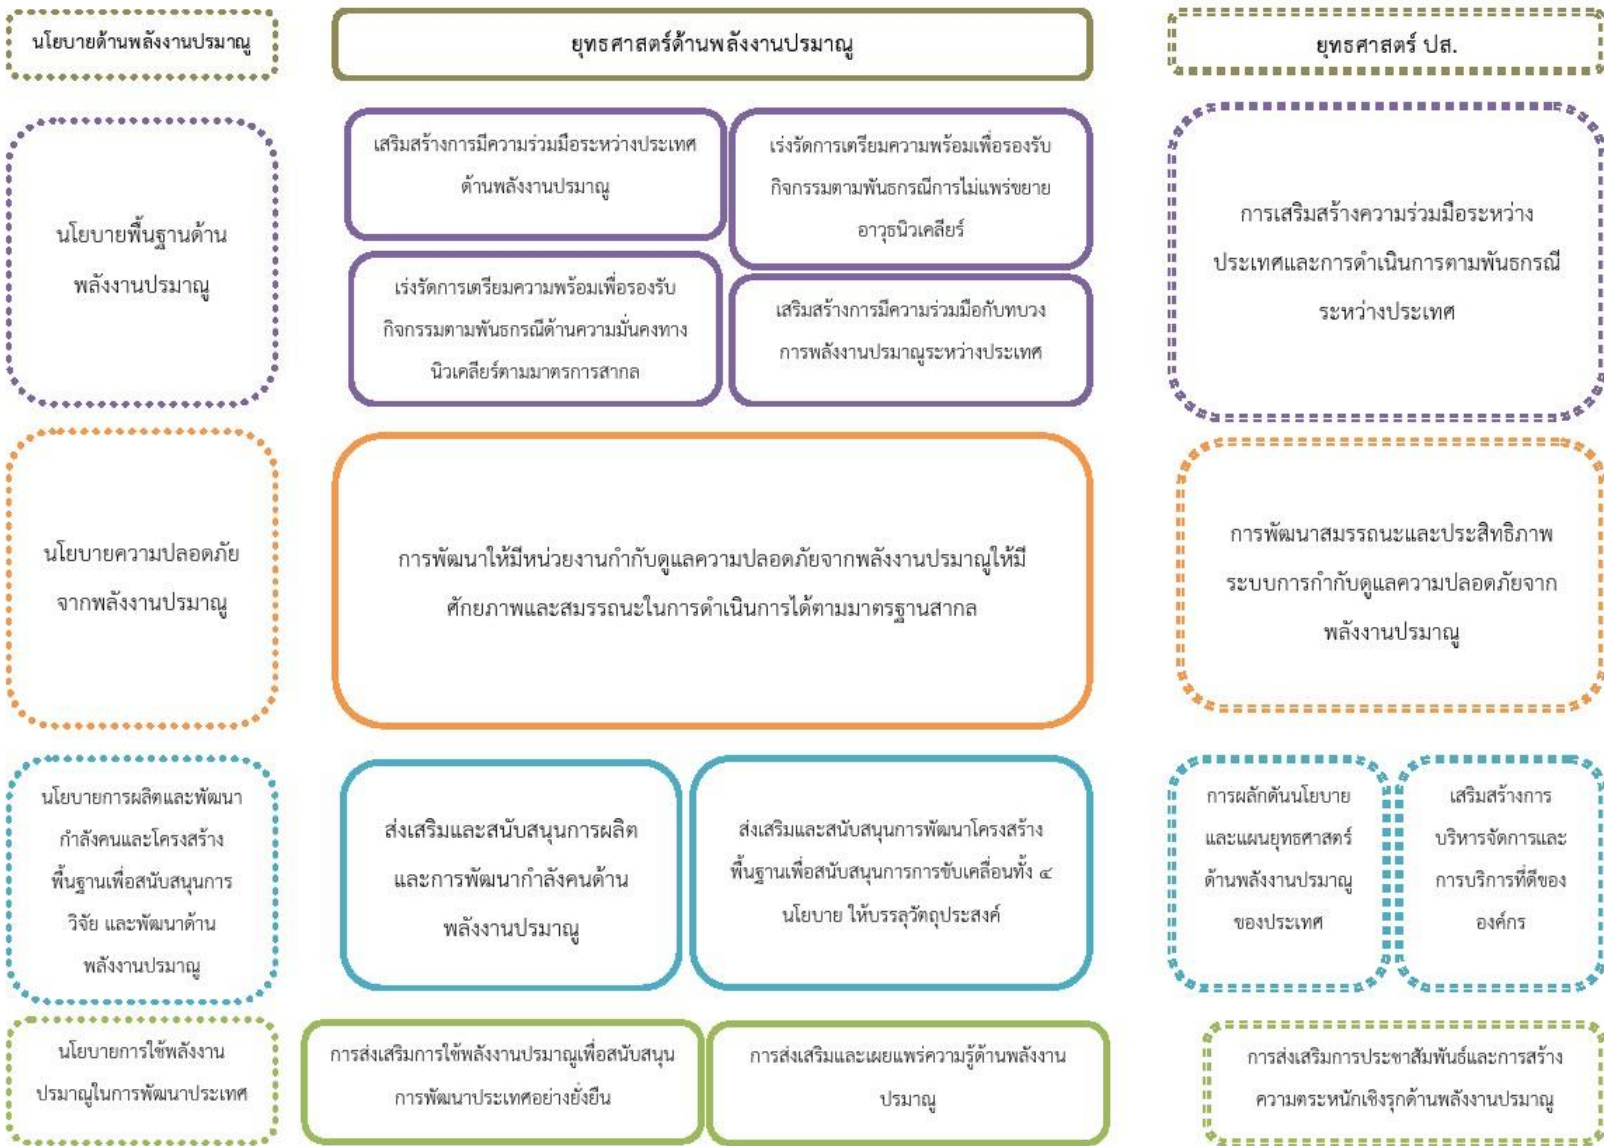 นโยบายด้านพลังงานปรมาณู
ยุทธศาสตร์ด้านพลังงานปรมาณู
ยุทธศาสตร์ ปส.
นโยบายพื้นฐานด้าน
พลังงานปรมาณู
เสริมสร้างการมีความร่วมมือระหว่างประเทศ
ด้านพลังงานปรมาณู
เร่งรัดการเตรียมความพร้อมเพื่อรองรับ
กิจกรรมตามพันธกรณีการไม่แพร่ขยาย
อาวุธนิวเคลียร์
เร่งรัดการเตรียมความพร้อมเพื่อรองรับ
กิจกรรมตามพันธกรณีด้านความมั่นคงทาง
นิวเคลียร์ตามมาตรการสากล
เสริมสร้างการมีความร่วมมือกับทบวง
การพลังงานปรมาณูระหว่างประเทศ
การเสริมสร้างความร่วมมือระหว่าง
ประเทศและการดำเนินการตามพันธกรณี
ระหว่างประเทศ
นโยบายความปลอดภัย
จากพลังงานปรมาณู
การพัฒนาให้มีหน่วยงานกำกับดูแลความปลอดภัยจากพลังงานปรมาณูให้มี
ศักยภาพและสมรรถนะในการดำเนินการได้ตามมาตรฐานสากล
การพัฒนาสมรรถนะและประสิทธิภาพ
ระบบการกำกับดูแลความปลอดภัยจาก
พลังงานปรมาณู
นโยบายการผลิตและพัฒนา
กำลังคนและโครงสร้าง
พื้นฐานเพื่อสนับสนุนการ
วิจัย และพัฒนาด้าน
พลังงานปรมาณู
ส่งเสริมและสนับสนุนการผลิต
และการพัฒนากำลังคนด้าน
พลังงานปรมาณู
ส่งเสริมและสนับสนุนการพัฒนาโครงสร้าง
พื้นฐานเพื่อสนับสนุนการการขับเคลื่อนทั้ง ๔
นโยบาย ให้บรรลุวัตถุประสงค์
การผลักดันนโยบาย
และแผนยุทธศาสตร์
ด้านพลังงานปรมาณู
ของประเทศ
เสริมสร้างการ
บริหารจัดการและ
การบริการที่ดีของ
องค์กร
นโยบายการใช้พลังงาน
ปรมาณูในการพัฒนาประเทศ
การส่งเสริมการใช้พลังงานปรมาณูเพื่อสนับสนุน
การพัฒนาประเทศอย่างยั่งยืน
การส่งเสริมและเผยแพร่ความรู้ด้านพลังงาน
ปรมาณู
การส่งเสริมการประชาสัมพันธ์และการสร้าง
ความตระหนักเชิงรุกด้านพลังงานปรมาณู